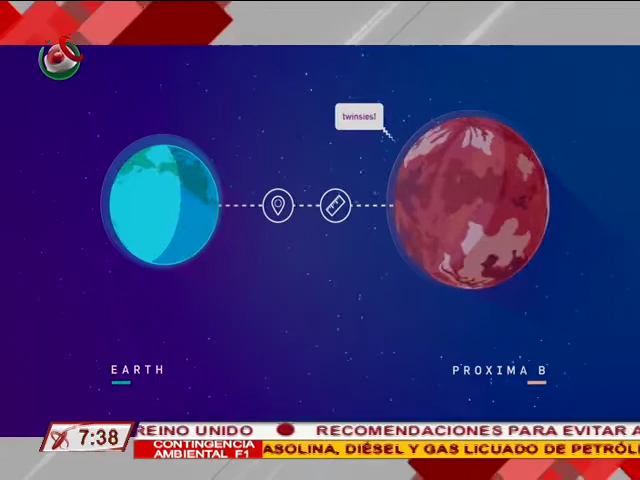 twinsies!
EARTH
PROXIMA B
7:38
REINO UNIDO
RECOMENDACIONES PARA EVITAR A
CONTINGENCIA
AMBIENTAL F1
ASOLINA, DIÉSEL Y GAS LICUADO DE PETRÓL